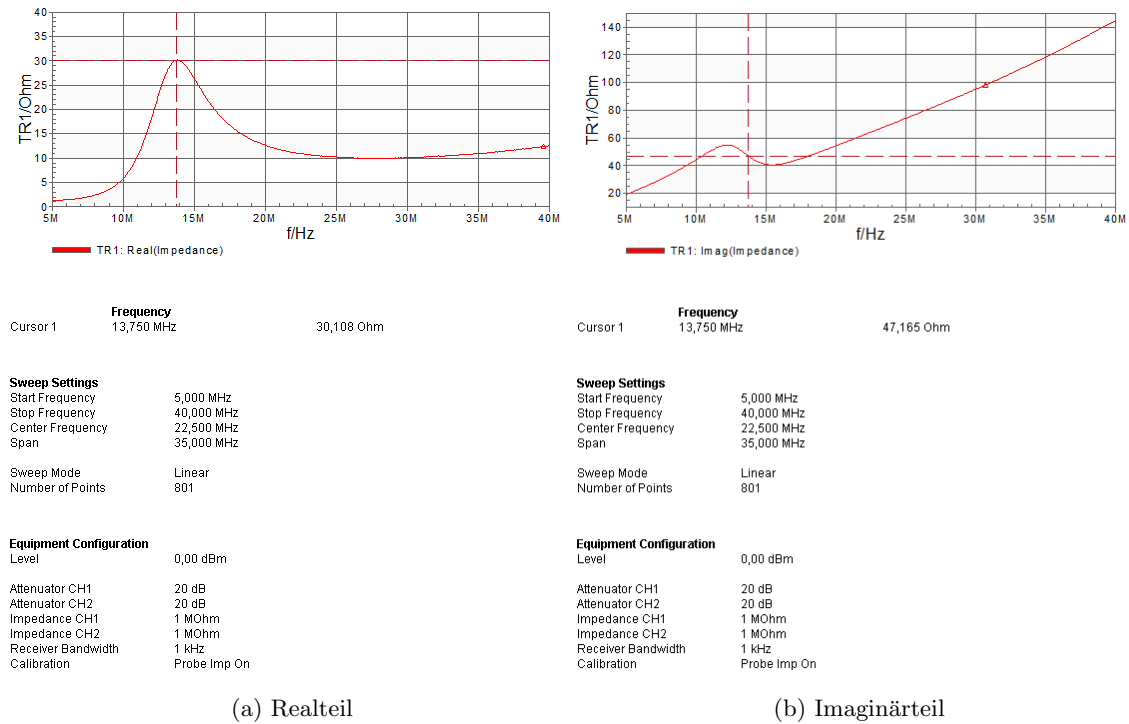 40
35
30
25
20
15
10
5
0
TR1/Ohm
5M 10M 15M 20M 25M 30M 35M 40M
f/Hz
TR1: Real(Impedance)
Frequency
Cursor 1 13,750 MHz 30,108 Ohm
Sweep Settings
Start Frequency 5,000 MHz
Stop Frequency 40,000 MHz
Center Frequency 22,500 MHz
Span 35,000 MHz
Sweep Mode Linear
Number of Points 801
Equipment Configuration
Level 0,00 dBm
Attenuator CH1 20 dB
Attenuator CH2 20 dB
Impedance CH1 1 MOhm
Impedance CH2 1 MOhm
Receiver Bandwidth 1 kHz
Calibration Probe Imp On
(a) Realteil
140
120
100
80
60
40
20
TR1/Ohm
5M 10M 15M 20M 25M 30M 35M 40M
f/Hz
TR1: Imag(Impedance)
Frequency
Cursor 1 13,750 MHz 47,165 Ohm
Sweep Settings
Start Frequency 5,000 MHz
Stop Frequency 40,000 MHz
Center Frequency 22,500 MHz
Span 35,000 MHz
Sweep Mode Linear
Number of Points 801
Equipment Configuration
Level 0,00 dBm
Attenuator CH1 20 dB
Attenuator CH2 20 dB
Impedance CH1 1 MOhm
Impedance CH2 1 MOhm
Receiver Bandwidth 1 kHz
Calibration Probe Imp On
(b) Imaginärteil